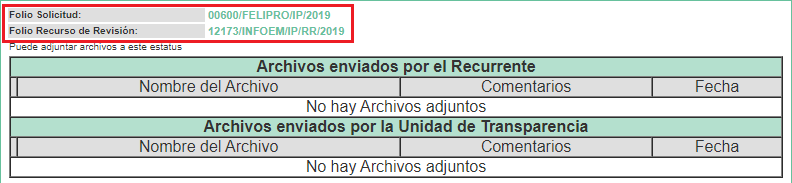 Folio Solicitud: 00600/FELIPRO/IP/2019
Folio Recurso de Revisión: 12173/INFOEM/IP/RR/2019
Puede adjuntar archivos a este estatus
Archivos enviados por el Recurrente
Nombre del Archivo Comentarios Fecha
No hay Archivos adjuntos
Archivos enviados por la Unidad de Transparencia
Nombre del Archivo Comentarios Fecha
No hay Archivos adjuntos